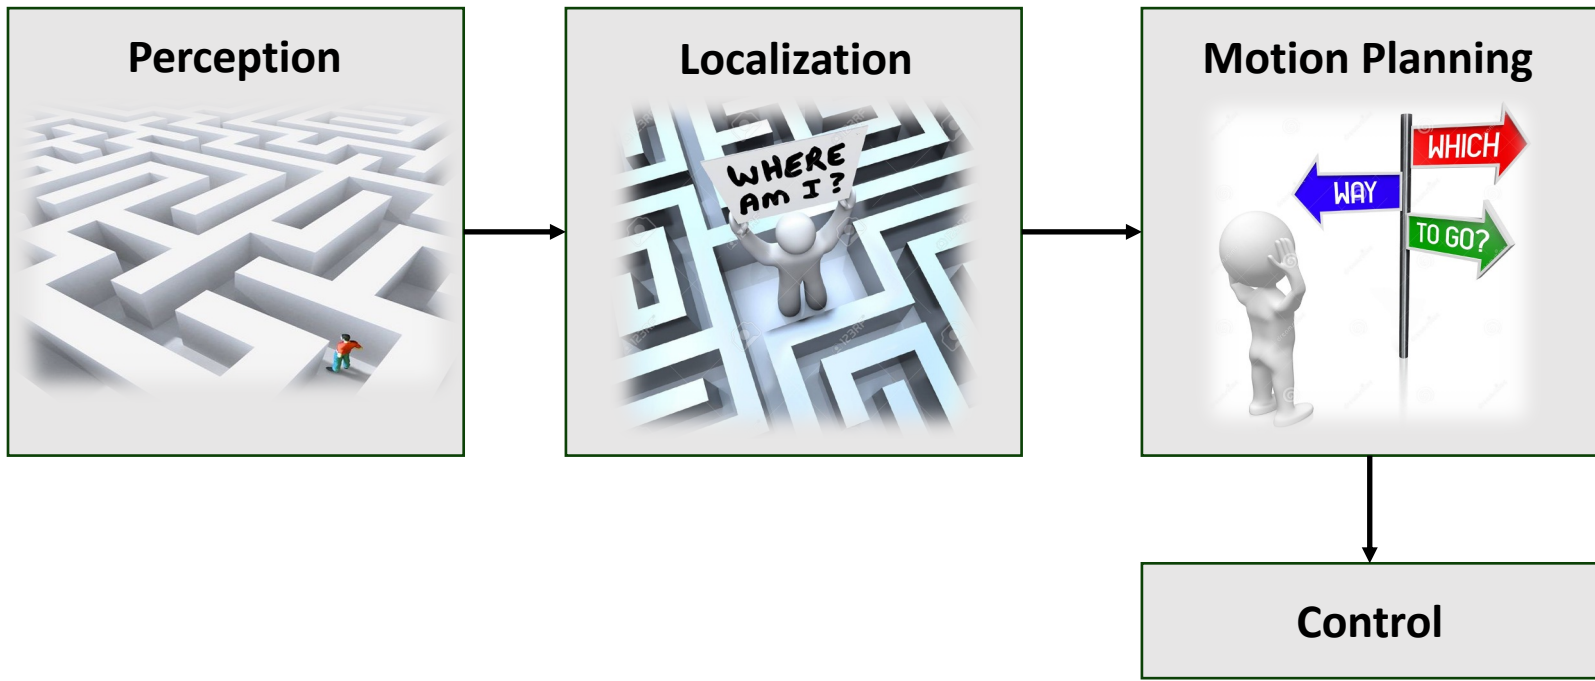 Perception
Localization
Motion Planning
WHERE
AM I?
WHICH
WAY
TO GO?
Control